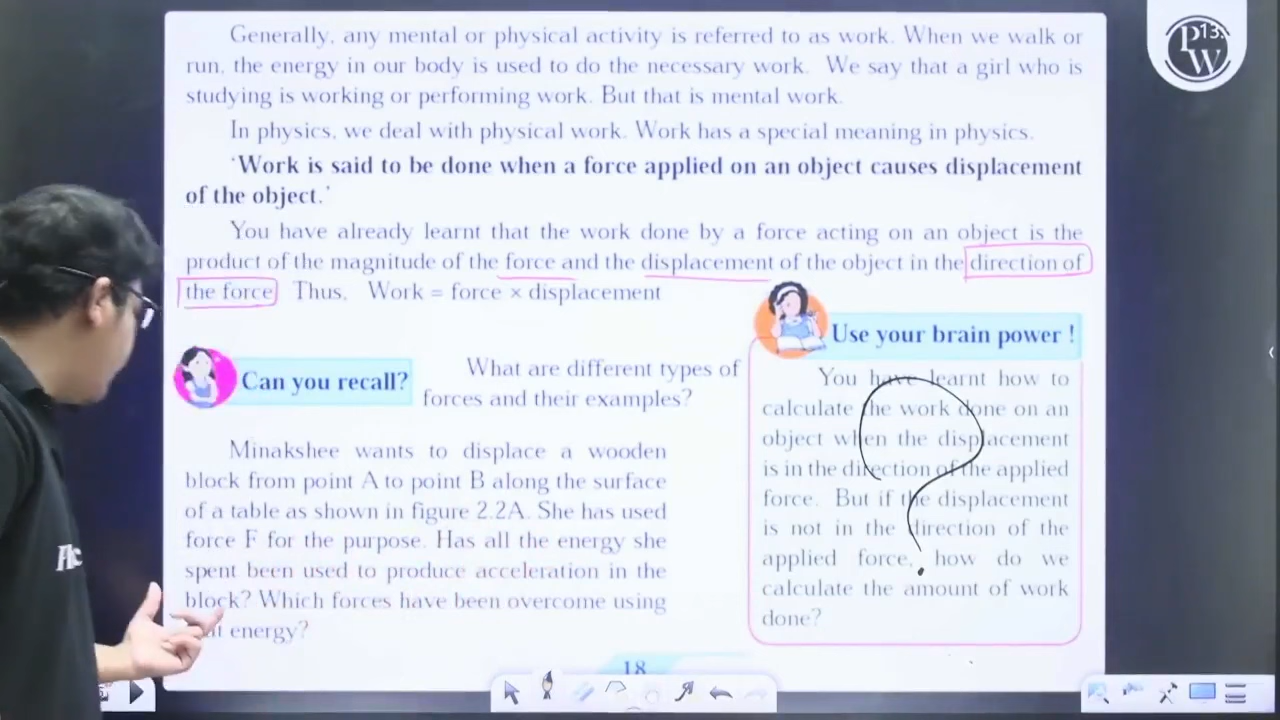 Generally, any mental or physical activity is referred to as work. When we walk or
run, the energy in our body is used to do the necessary work. We say that a girl who is
studying is working or performing work. But that is mental work.
In physics, we deal with physical work. Work has a special meaning in physics.
'Work is said to be done when a force applied on an object causes displacement
of the object.'
You have already learnt that the work done by a force acting on an object is the
product of the magnitude of the force and the displacement of the object in the direction of
the force. Thus, Work = force × displacement
Can you recall?
What are different types of
forces and their examples?
Minakshee wants to displace a wooden
block from point A to point B along the surface
of a table as shown in figure 2.2A. She has used
force F for the purpose. Has all the energy she
spent been used to produce acceleration in the
block? Which forces have been overcome using
energy?
Use your brain power !
You have learnt how to
calculate the work done on an
object when the displacement
is in the direction of the applied
force. But if the displacement
is not in the direction of the
applied force, how do we
calculate the amount of work
done?
?
18
PW